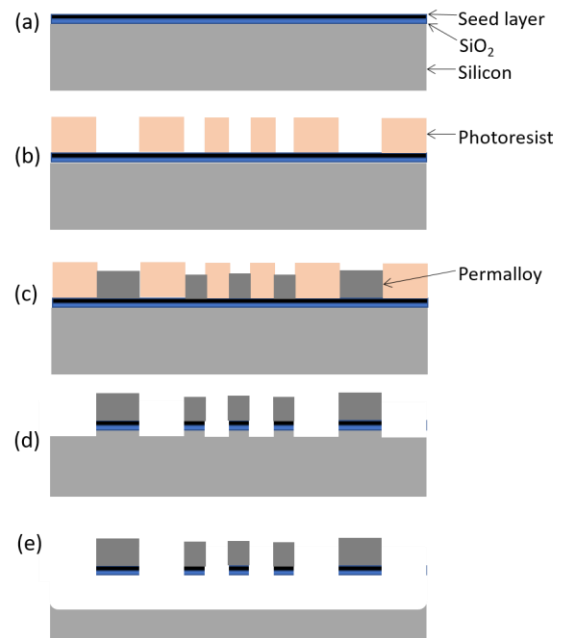 (a)
Seed layer
SiO₂
Silicon
(b)
Photoresist
(c)
Permalloy
(d)
(e)